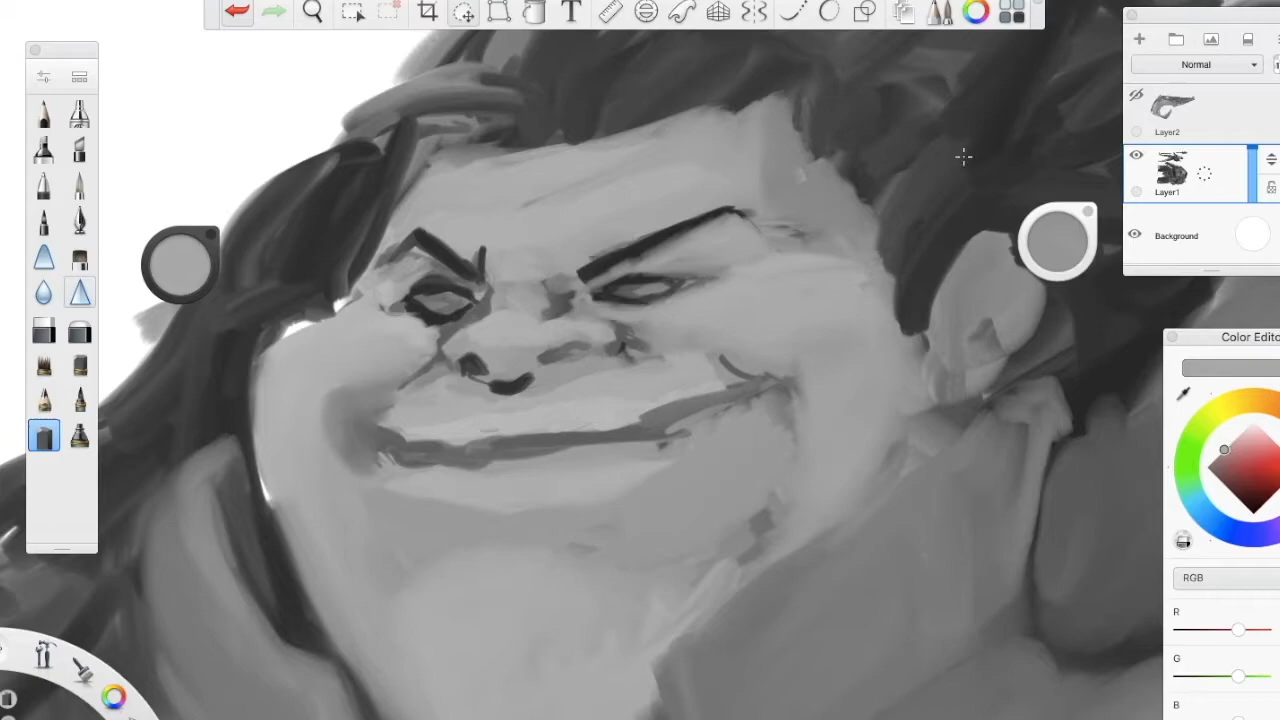 Normal
Layer2
Layer1
Background
Color Edito
RGB
R
G
B